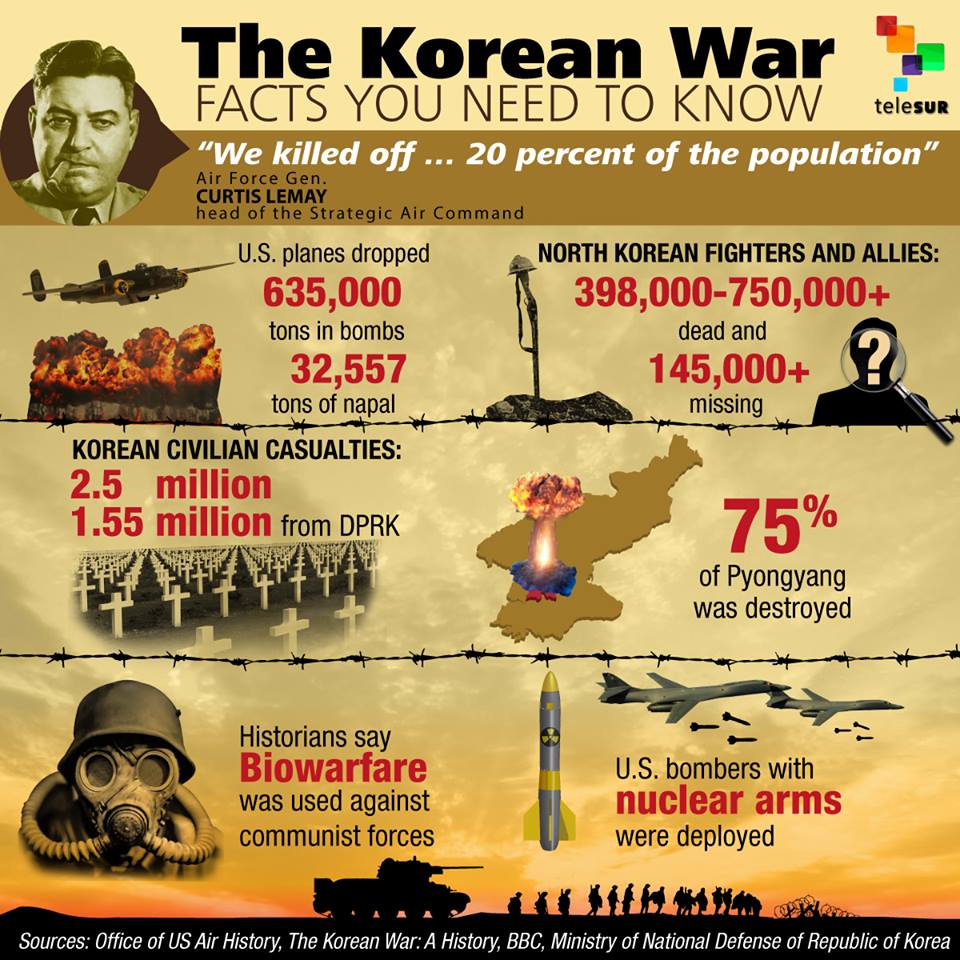 The Korean War
FACTS YOU NEED TO KNOW
teleSUR
“We killed off ... 20 percent of the population”
Air Force Gen.
CURTIS LEMAY
head of the Strategic Air Command
U.S. planes dropped
635,000
tons in bombs
32,557
tons of napal
NORTH KOREAN FIGHTERS AND ALLIES:
398,000-750,000+
dead and
145,000+
missing
?
KOREAN CIVILIAN CASUALTIES:
2.5 million
1.55 million from DPRK
75%
of Pyongyang
was destroyed
Historians say
Biowarfare
was used against
communist forces
U.S. bombers with
nuclear arms
were deployed
Sources: Office of US Air History, The Korean War: A History, BBC, Ministry of National Defense of Republic of Korea